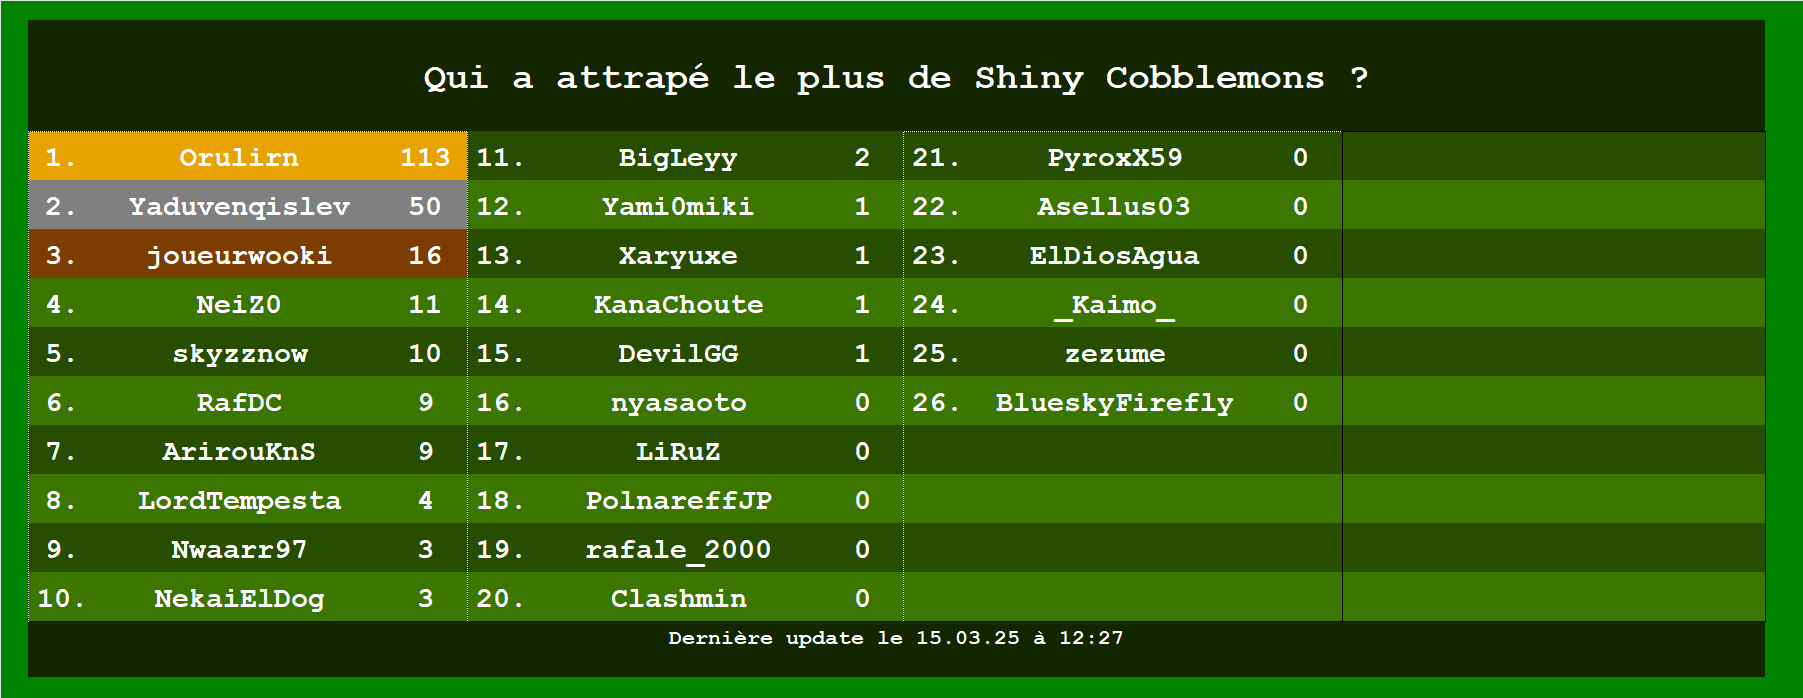 Qui a attrapé le plus de Shiny Cobblemons ?
1. Orulirn 113
2. Yaduvenqislev 50
3. joueurwooki 16
4. NeiZ0 11
5. skyzznow 10
6. RafDC 9
7. ArirouKnS 9
8. LordTempesta 4
9. Nwaarr97 3
10. NekaiElDog 3
11. BigLeyy 2
12. Yami0miki 1
13. Xaryuxe 1
14. KanaChoute 1
15. DevilGG 1
16. nyasaoto 0
17. LiRuZ 0
18. PolnareffJP 0
19. rafale_2000 0
20. Clashmin 0
21. PyroxX59 0
22. Asellus03 0
23. ElDiosAgua 0
24. _Kaimo_ 0
25. zezume 0
26. BlueskyFirefly 0
Dernière update le 15.03.25 à 12:27